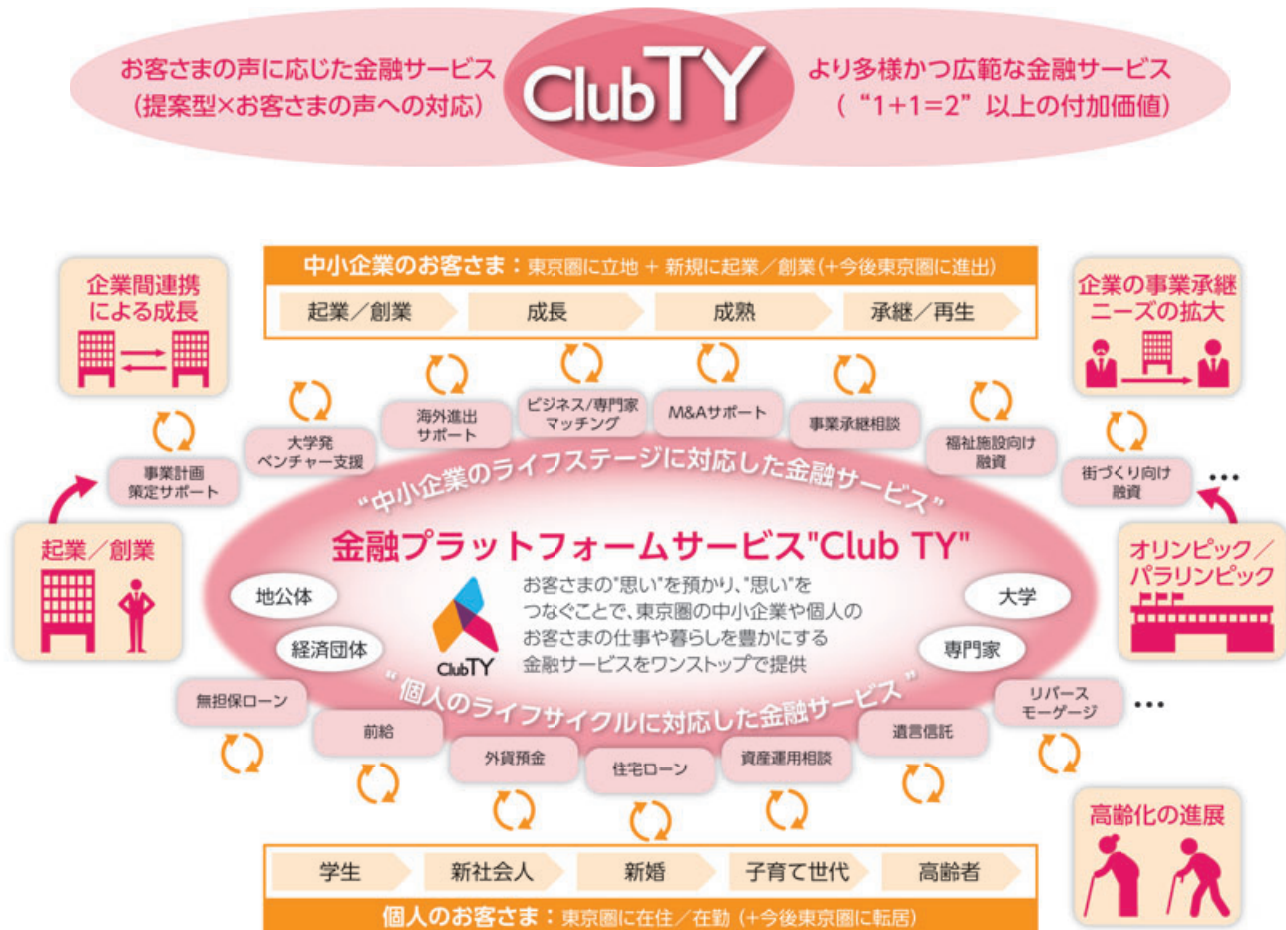 お客さまの声に応じた金融サービス
(提案型×お客さまの声への対応)
ClubTY
より多様かつ広範な金融サービス
( “1+1=2” 以上の付加価値)
中小企業のお客さま：東京圏に立地 + 新規に起業／創業(+今後東京圏に進出)
起業／創業
成長
成熟
承継／再生
企業間連携
による成長
企業の事業承継
ニーズの拡大
事業計画
策定サポート
大学発
ベンチャー支援
海外進出
サポート
ビジネス/専門家
マッチング
M&Aサポート
事業承継相談
福祉施設向け
融資
街づくり向け
融資
…
起業／創業
オリンピック／
パラリンピック
“中小企業のライフステージに対応した金融サービス”
金融プラットフォームサービス"Club TY"
お客さまの"思い"を預かり、"思い"を
つなぐことで、東京圏の中小企業や個人の
お客さまの仕事や暮らしを豊かにする
金融サービスをワンストップで提供
ClubTY
地公体
経済団体
大学
専門家
“個人のライフサイクルに対応した金融サービス”
無担保ローン
前給
外貨預金
住宅ローン
資産運用相談
遺言信託
リバース
モーゲージ
…
高齢化の進展
学生
新社会人
新婚
子育て世代
高齢者
個人のお客さま：東京圏に在住／在勤 (+今後東京圏に転居)